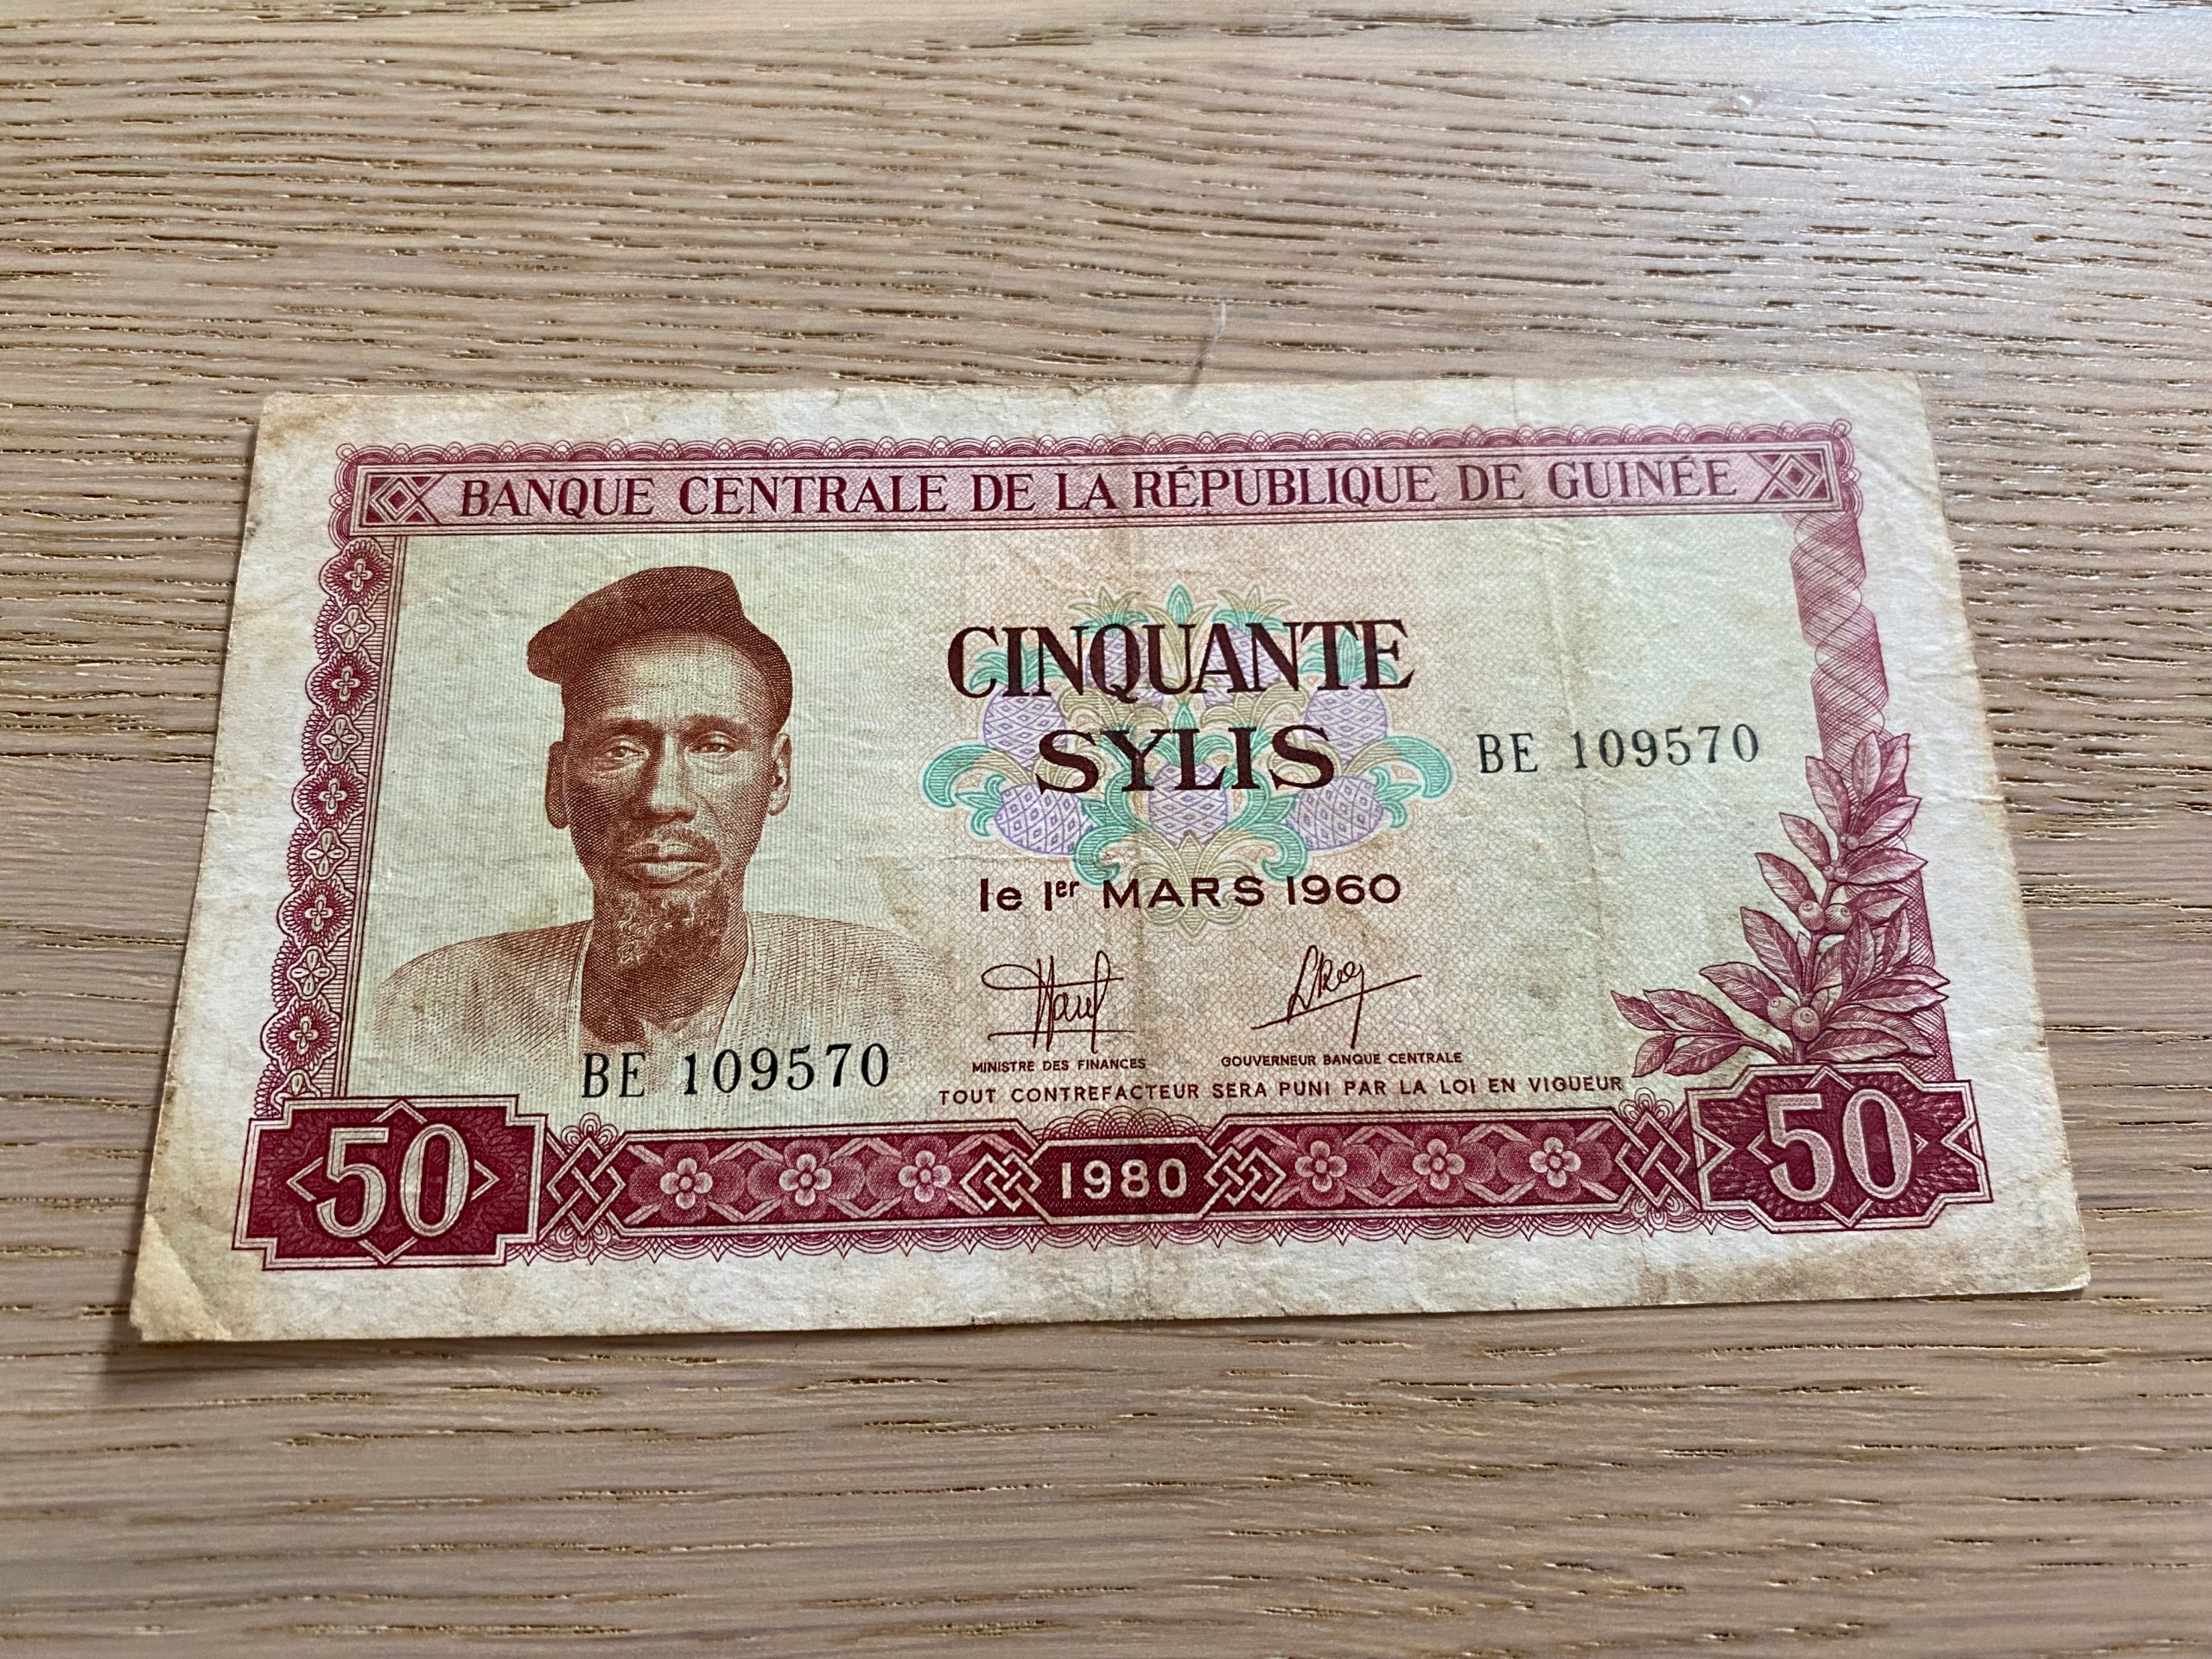 BANQUE CENTRALE DE LA RÉPUBLIQUE DE GUINÉE
CINQUANTE
SYLIS
BE 109570
le 1er MARS 1960
MINISTRE DES FINANCES
GOUVERNEUR BANQUE CENTRALE
BE 109570
TOUT CONTREFACTEUR SERA PUNI PAR LA LOI EN VIGUEUR
50
1980
50